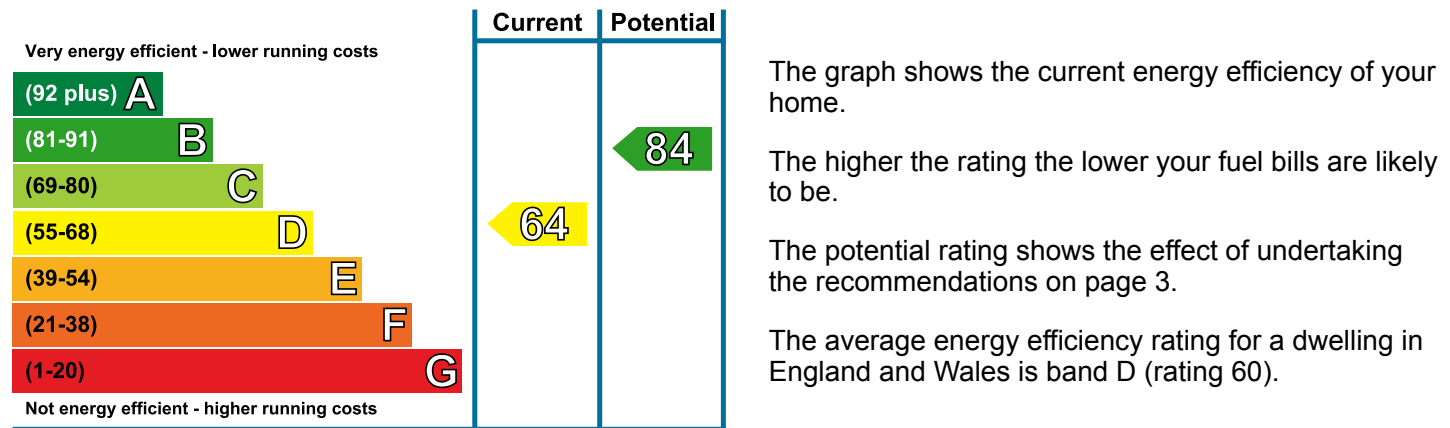 Current Potential
Very energy efficient - lower running costs
(92 plus) A
(81-91) B
84
(69-80) C
(55-68) D
64
(39-54) E
(21-38) F
(1-20) G
Not energy efficient - higher running costs
The graph shows the current energy efficiency of your
home.
The higher the rating the lower your fuel bills are likely
to be.
The potential rating shows the effect of undertaking
the recommendations on page 3.
The average energy efficiency rating for a dwelling in
England and Wales is band D (rating 60).